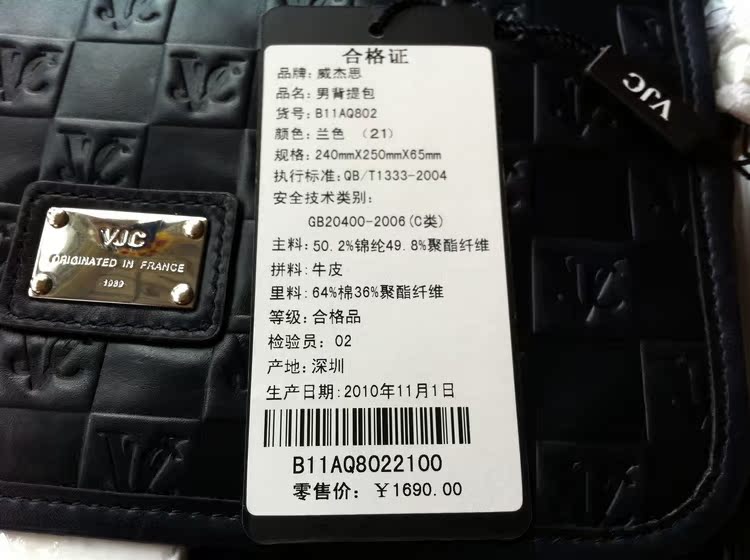 合格证
品牌: 威杰思
品名: 男背提包
货号: B11AQ802
颜色: 兰色 (21)
规格: 240mmX250mmX65mm
执行标准: QB/T1333-2004
安全技术类别:
GB20400-2006(C类)
主料: 50.2%锦纶49.8%聚酯纤维
拼料: 牛皮
里料: 64%棉36%聚酯纤维
等级: 合格品
检验员: 02
产地: 深圳
生产日期: 2010年11月1日
B11AQ8022100
零售价: ¥1690.00
VJC
VJC
ORIGINATED IN FRANCE
1989